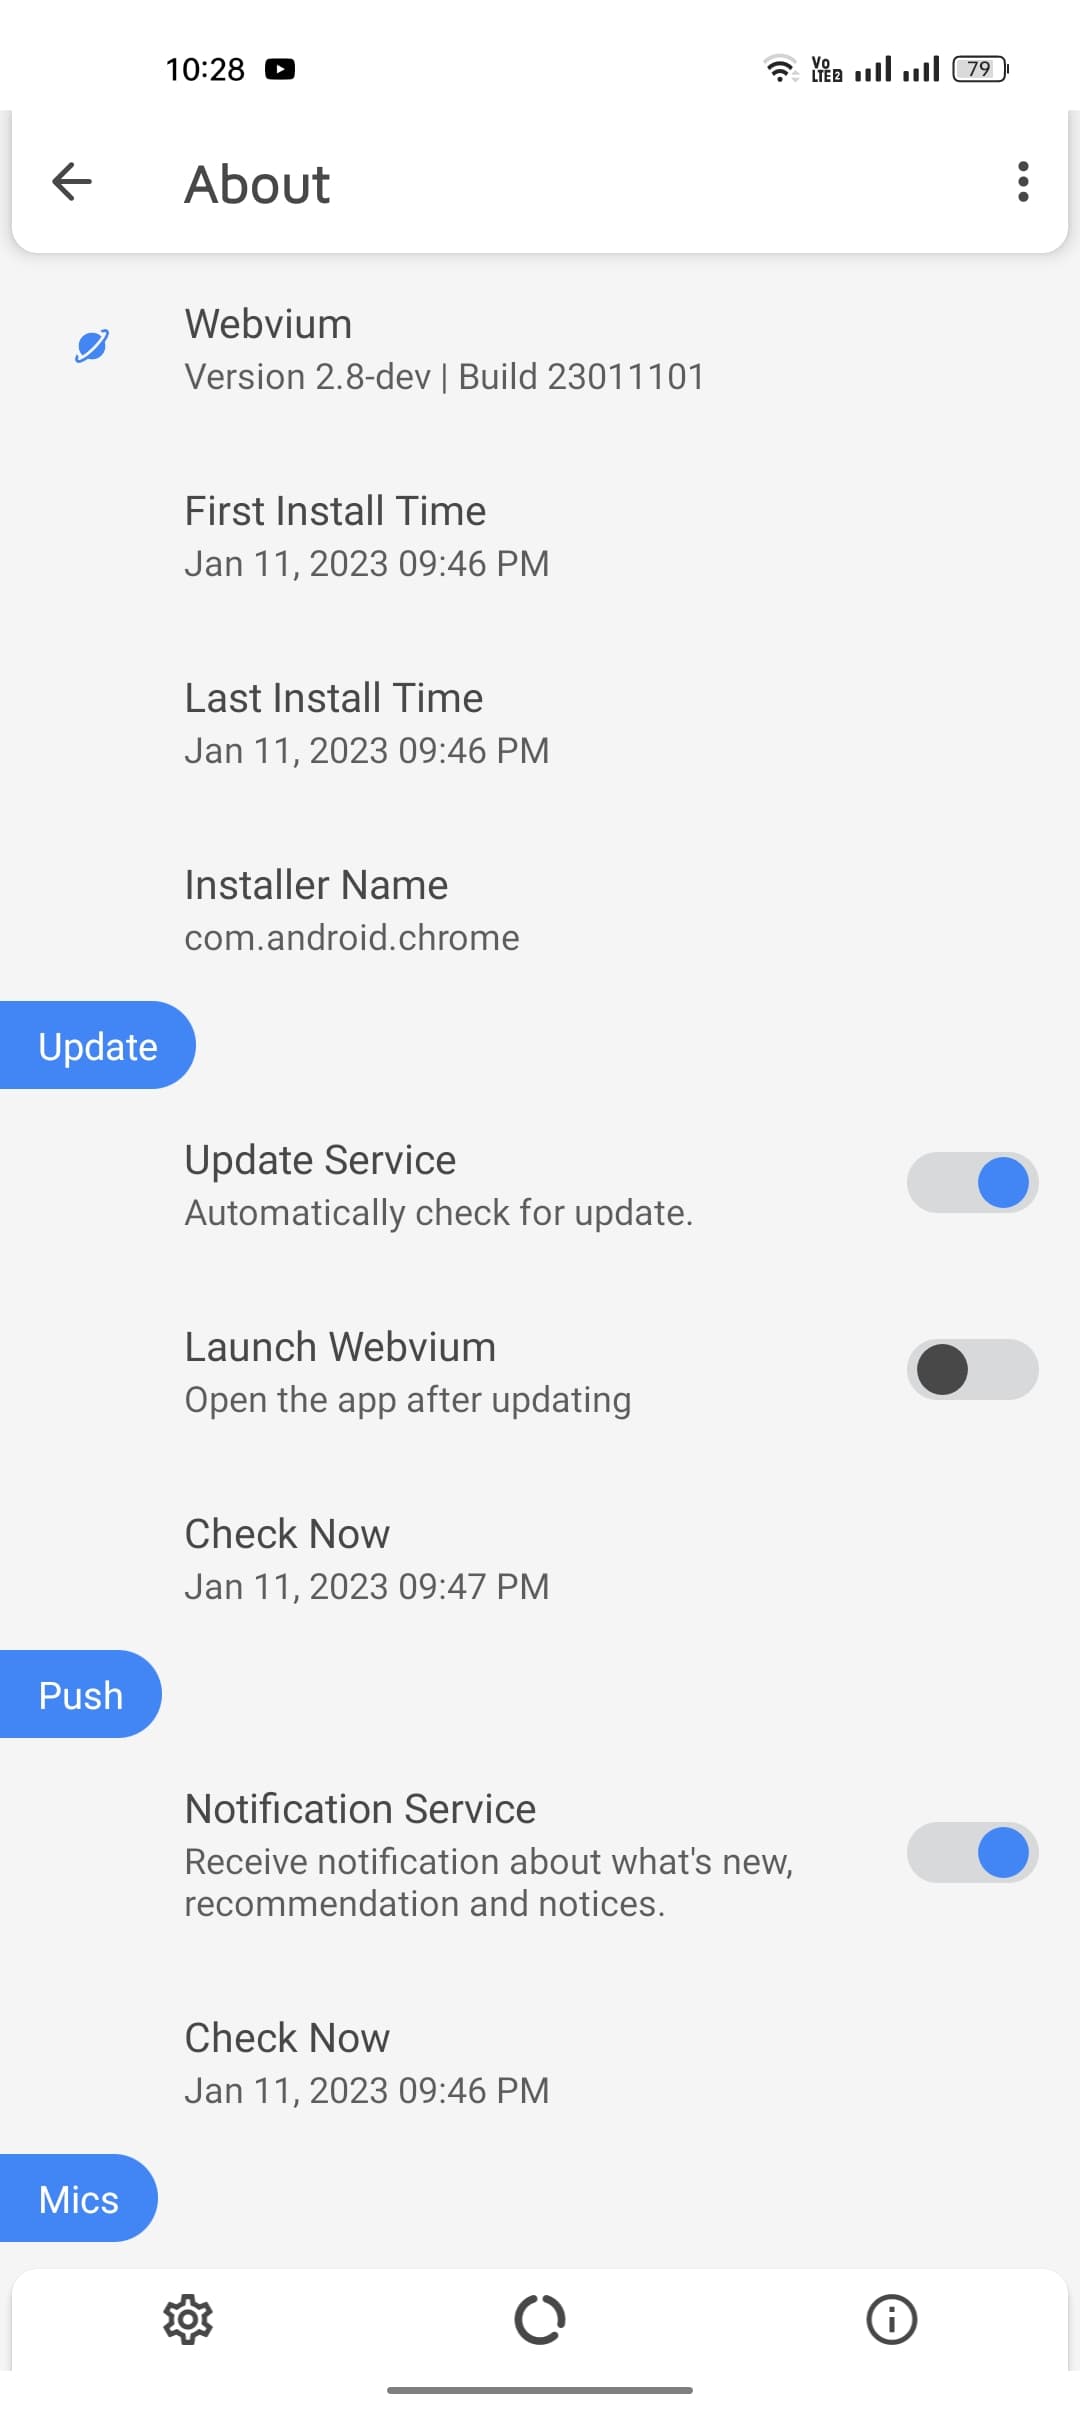 10:28
Vo
LTE 2
79
About
Webvium
Version 2.8-dev | Build 23011101
First Install Time
Jan 11, 2023 09:46 PM
Last Install Time
Jan 11, 2023 09:46 PM
Installer Name
com.android.chrome
Update
Update Service
Automatically check for update.
Launch Webvium
Open the app after updating
Check Now
Jan 11, 2023 09:47 PM
Push
Notification Service
Receive notification about what's new,
recommendation and notices.
Check Now
Jan 11, 2023 09:46 PM
Mics